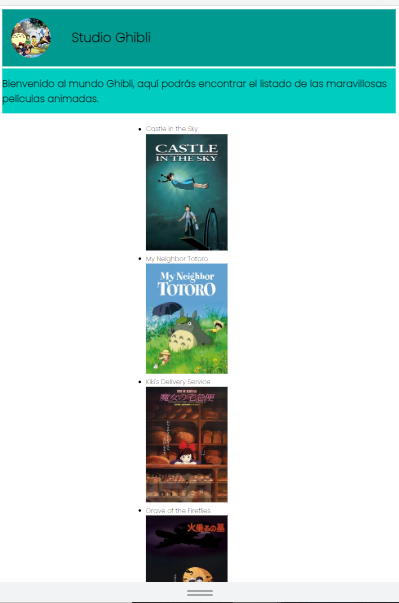 Studio Ghibli
Bienvenido al mundo Ghibli, aquí podrás encontrar el listado de las maravillosas
películas animadas.
Castle in the Sky
CASTLE
IN THE SKY
My Neighbor Totoro
My Neighbor
TOTORO
Kiki's Delivery Service
魔女の宅急便
Grave of the Fireflies
火垂るの墓